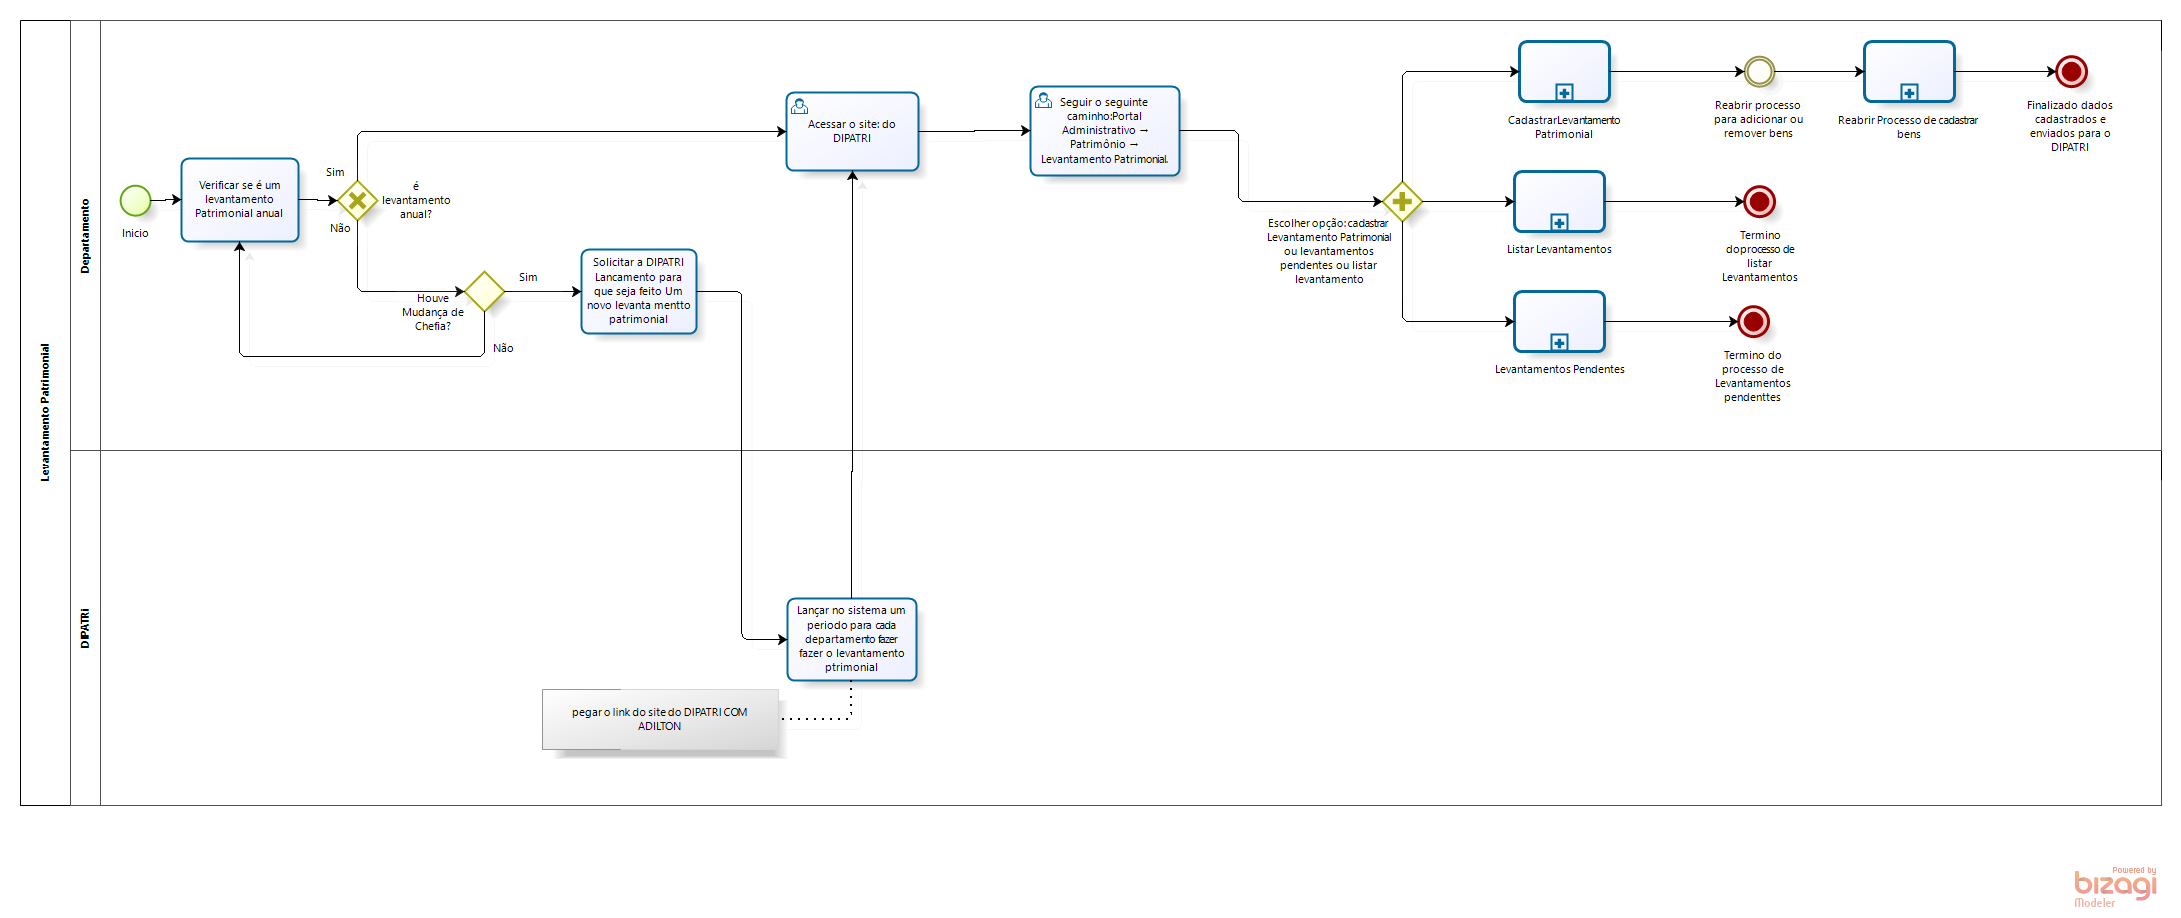 Levantamento Patrimonial
Departamento
Inicio
Verificar se é um
levantamento
Patrimonial anual
Sim
é
levantamento
anual?
Não
Houve
Mudança de
Chefia?
Sim
Não
Solicitar a DIPATRI
Lancamento para
que seja feito Um
novo levanta mentto
patrimonial
Acessar o site: do
DIPATRI
Seguir o seguinte
caminho:Portal
Administrativo →
Patrimônio →
Levantamento Patrimonial.
Escolher opção: cadastrar
Levantamento Patrimonial
ou levantamentos
pendentes ou listar
levantamento
CadastrarLevantamento
Patrimonial
Reabrir processo
para adicionar ou
remover bens
Reabrir Processo de cadastrar
bens
Finalizado dados
cadastrados e
enviados para o
DIPATRI
Listar Levantamentos
Termino
doprocesso de
listar
Levantamentos
Levantamentos Pendentes
Termino do
processo de
Levantamentos
pendenttes
DIPATRi
Lançar no sistema um
periodo para cada
departamento fazer
fazer o levantamento
ptrimonial
pegar o link do site do DIPATRI COM
ADILTON
Powered by
bizagi
Modeler